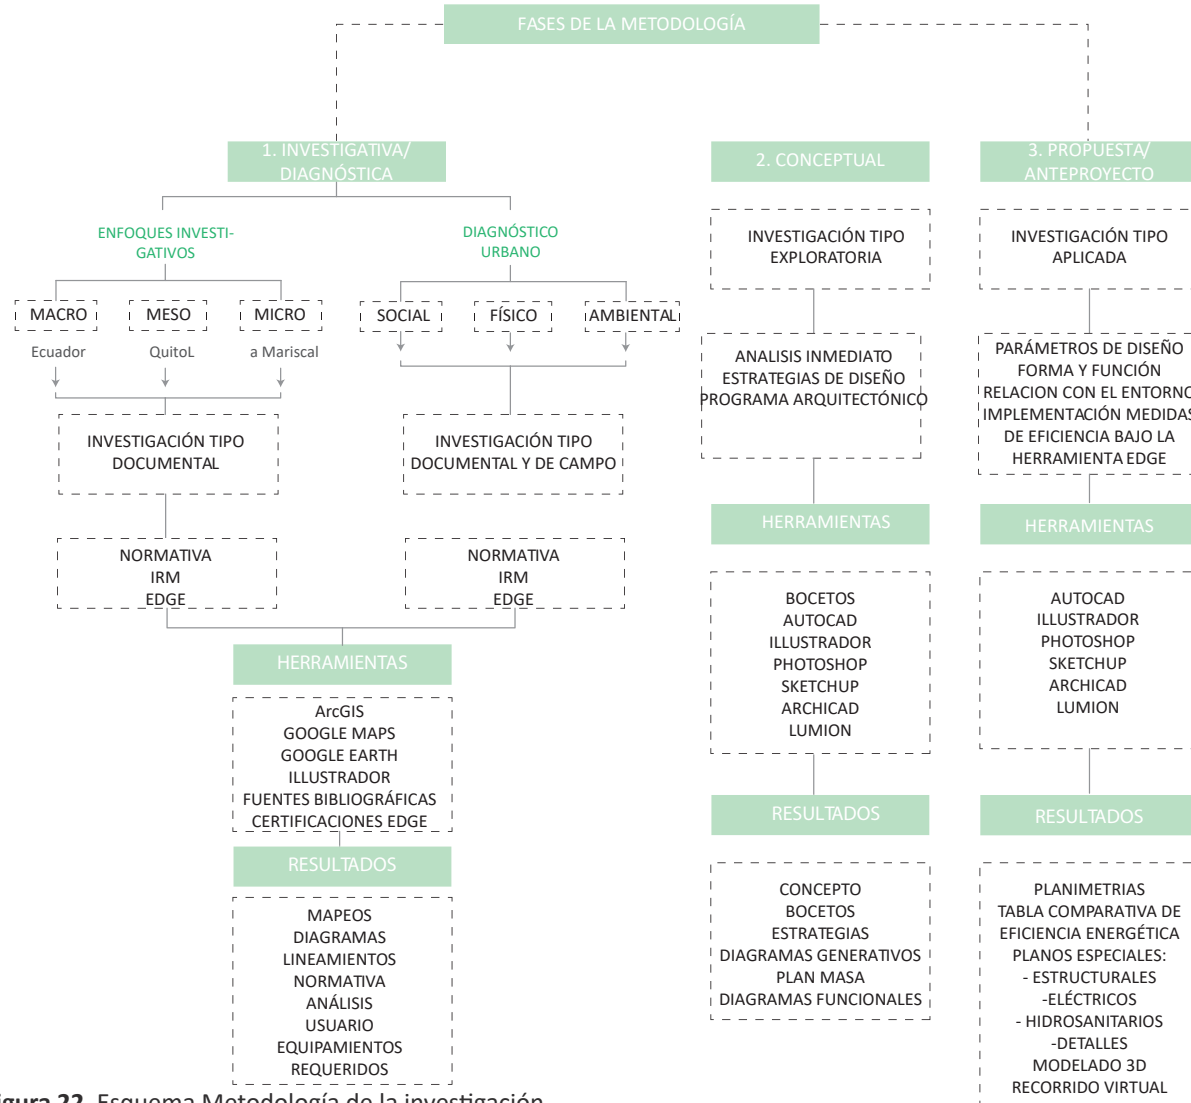 FASES DE LA METODOLOGÍA
1. INVESTIGATIVA/
DIAGNÓSTICA
ENFOQUES INVESTI-
GATIVOS
DIAGNÓSTICO
URBANO
MACRO
MESO
MICRO
SOCIAL
FÍSICO
AMBIENTAL
Ecuador
QuitoL
a Mariscal
INVESTIGACIÓN TIPO
DOCUMENTAL
INVESTIGACIÓN TIPO
DOCUMENTAL Y DE CAMPO
NORMATIVA
IRM
EDGE
NORMATIVA
IRM
EDGE
HERRAMIENTAS
ArcGIS
GOOGLE MAPS
GOOGLE EARTH
ILLUSTRADOR
FUENTES BIBLIOGRÁFICAS
CERTIFICACIONES EDGE
RESULTADOS
MAPEOS
DIAGRAMAS
LINEAMIENTOS
NORMATIVA
ANÁLISIS
USUARIO
EQUIPAMIENTOS
REQUERIDOS
2. CONCEPTUAL
INVESTIGACIÓN TIPO
EXPLORATORIA
ANALISIS INMEDIATO
ESTRATEGIAS DE DISEÑO
PROGRAMA ARQUITECTÓNICO
HERRAMIENTAS
BOCETOS
AUTOCAD
ILLUSTRADOR
PHOTOSHOP
SKETCHUP
ARCHICAD
LUMION
RESULTADOS
CONCEPTO
BOCETOS
ESTRATEGIAS
DIAGRAMAS GENERATIVOS
PLAN MASA
DIAGRAMAS FUNCIONALES
3. PROPUESTA/
ANTEPROYECTO
INVESTIGACIÓN TIPO
APLICADA
PARÁMETROS DE DISEÑO
FORMA Y FUNCIÓN
RELACION CON EL ENTORNO
IMPLEMENTACIÓN MEDIDAS
DE EFICIENCIA BAJO LA
HERRAMIENTA EDGE
HERRAMIENTAS
AUTOCAD
ILLUSTRADOR
PHOTOSHOP
SKETCHUP
ARCHICAD
LUMION
RESULTADOS
PLANIMETRIAS
TABLA COMPARATIVA DE
EFICIENCIA ENERGÉTICA
PLANOS ESPECIALES:
- ESTRUCTURALES
-ELÉCTRICOS
- HIDROSANITARIOS
-DETALLES
MODELADO 3D
RECORRIDO VIRTUAL
igura 22. Esquema Metodología de la investigación